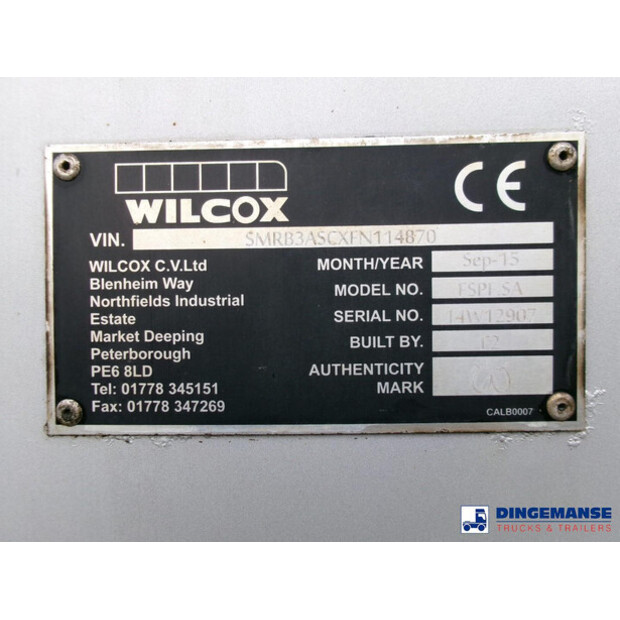 WILCOX
CE
VIN. SMRB3ASCXFN114870
WILCOX C.V.Ltd
Blenheim Way
Northfields Industrial
Estate
Market Deeping
Peterborough
PE6 8LD
Tel: 01778 345151
Fax: 01778 347269
MONTH/YEAR Sep-15
MODEL NO.
SERIAL NO. 14W12907
BUILT BY.
AUTHENTICITY
MARK
CALB0007
DINGEMANSE
TRUCKS & TRAILERS